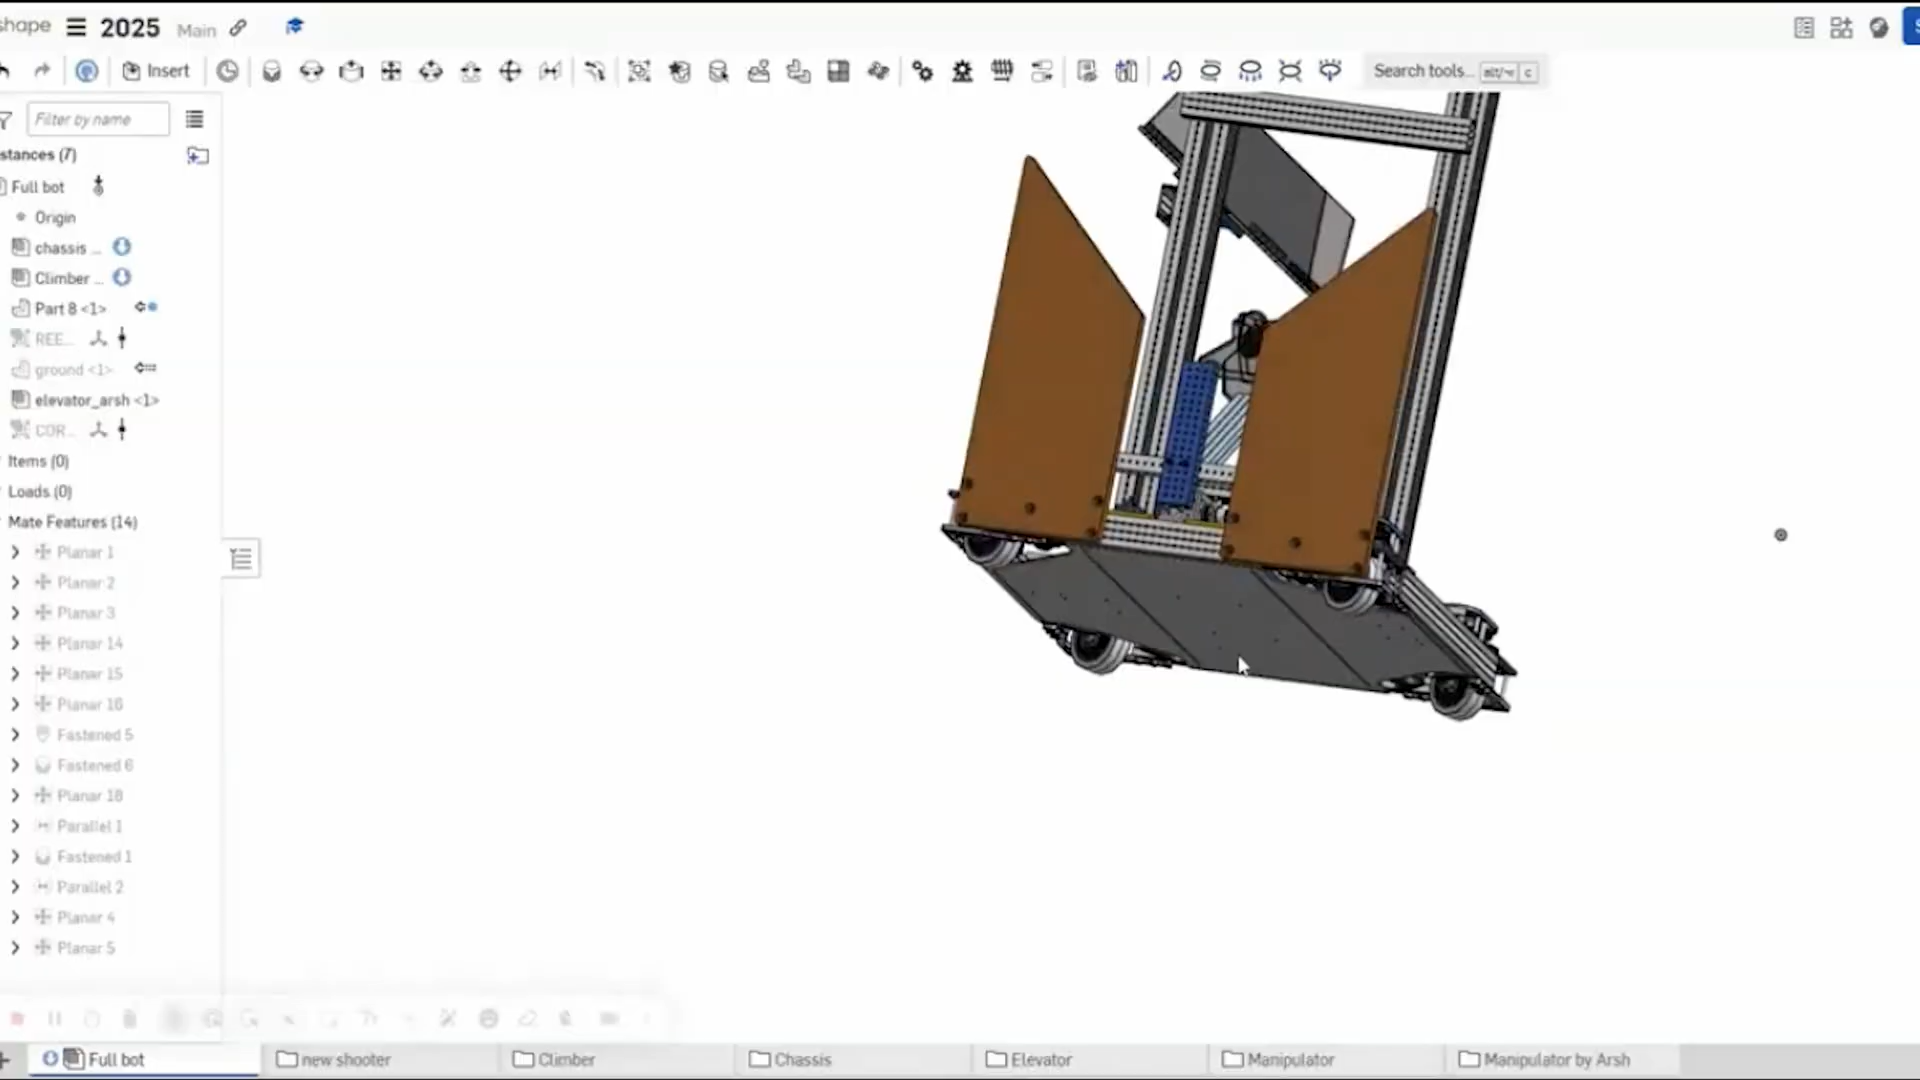 shape 2025 Main
Insert
Search tools... alt/⌥ c
Filter by name
stances (7)
Full bot
Origin
chassis ...
Climber ...
Part 8 <1>
REE...
ground <1>
elevator_arsh <1>
COR...
Items (0)
Loads (0)
Mate Features (14)
Planar 1
Planar 2
Planar 3
Planar 14
Planar 15
Planar 16
Fastened 5
Fastened 6
Planar 18
Parallel 1
Fastened 1
Parallel 2
Planar 4
Planar 5
Full bot new shooter Climber Chassis Elevator Manipulator Manipulator by Arsh